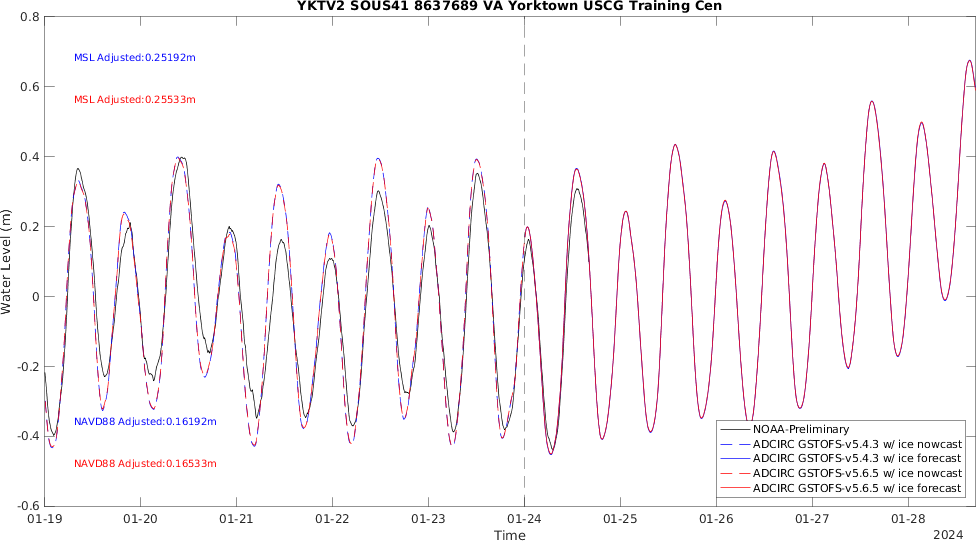 YKTV2 SOUS41 8637689 VA Yorktown USCG Training Cen
0.8
0.6
0.4
0.2
0
-0.2
-0.4
-0.6
Water Level (m)
MSL Adjusted:0.25192m
MSL Adjusted:0.25533m
NAVD88 Adjusted:0.16192m
NAVD88 Adjusted:0.16533m
NOAA-Preliminary
ADCIRC GSTOFS-v5.4.3 w/ ice nowcast
ADCIRC GSTOFS-v5.4.3 w/ ice forecast
ADCIRC GSTOFS-v5.6.5 w/ ice nowcast
ADCIRC GSTOFS-v5.6.5 w/ ice forecast
01-19 01-20 01-21 01-22 01-23 01-24 01-25 01-26 01-27 01-28
Time
2024